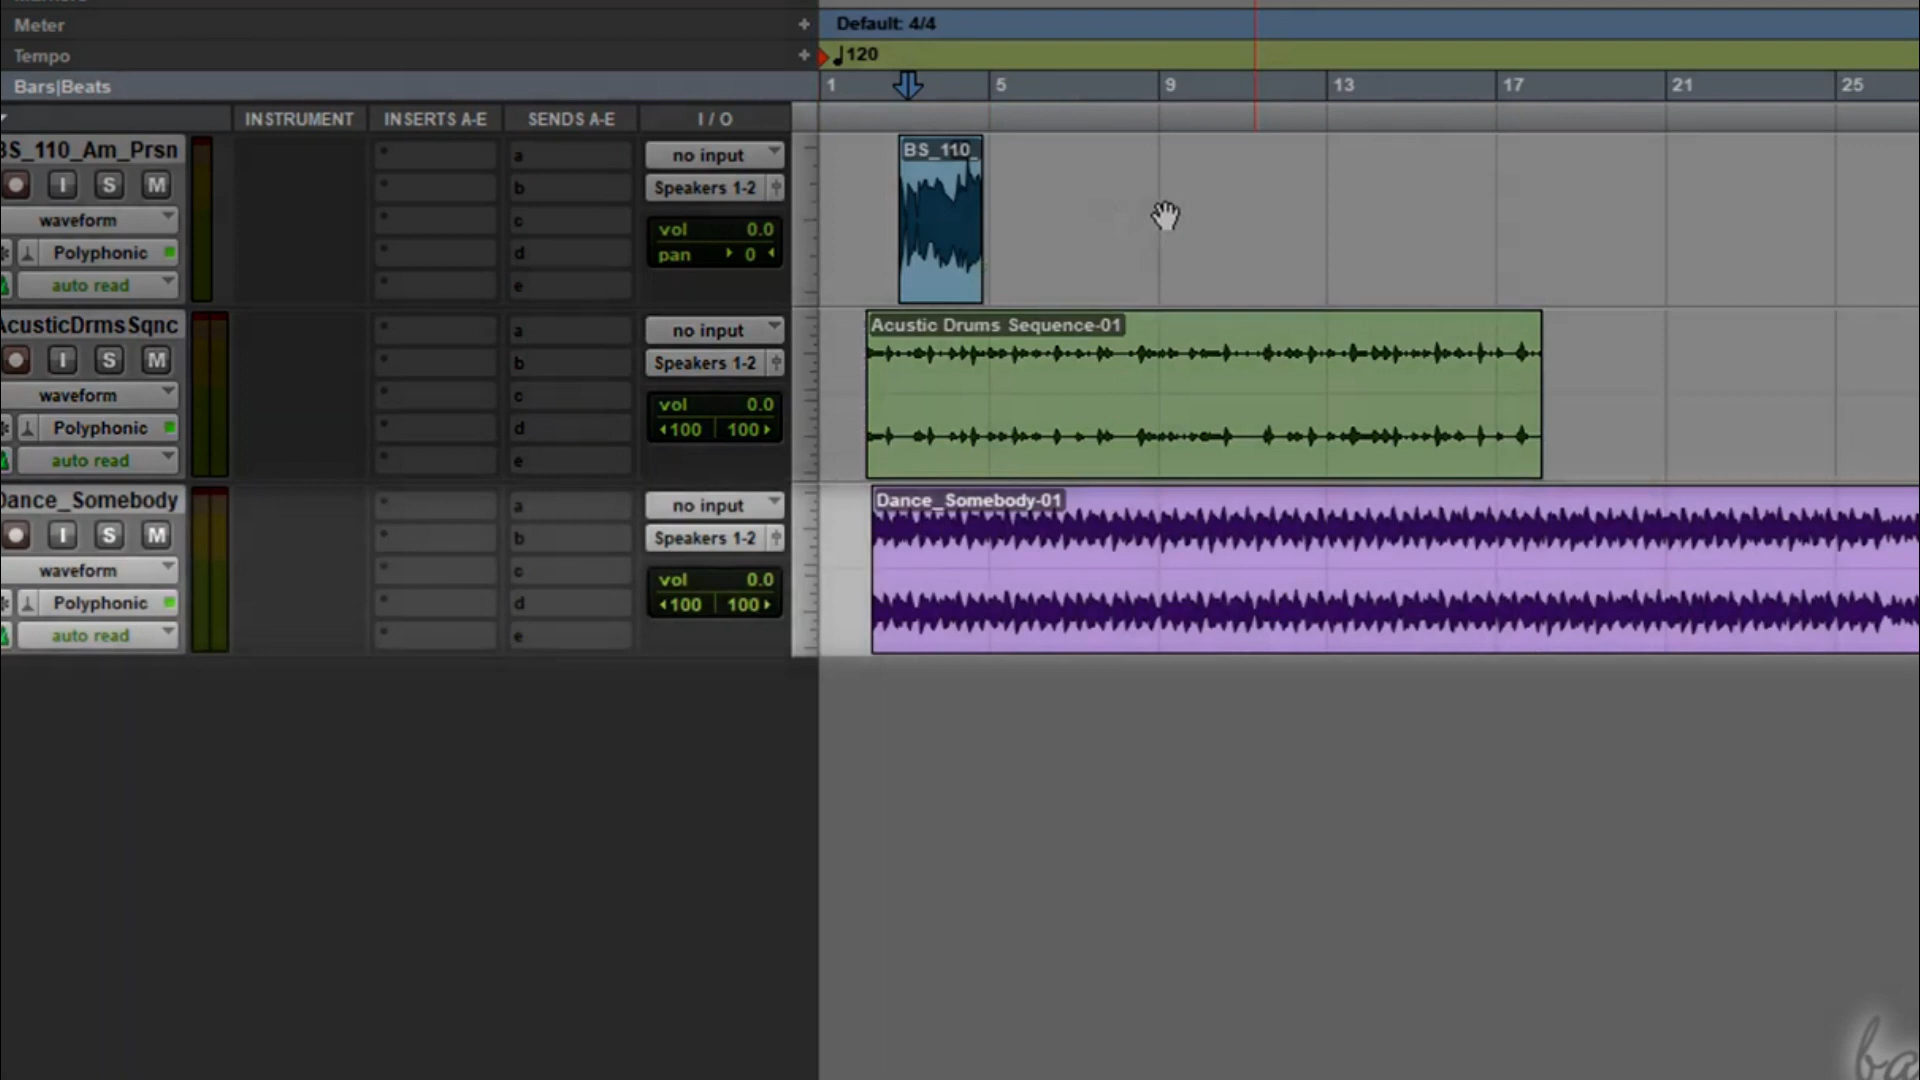 Meter + Default: 4/4
Tempo + 120
Bars|Beats 1 5 9 13 17 21 25
INSTRUMENT INSERTS A-E SENDS A-E I / O
BS_110_Am_Prsn a no input BS_110_
I S M b Speakers 1-2
waveform c vol 0.0
Polyphonic d pan 0
auto read e
AcusticDrmsSqnc a no input Acustic Drums Sequence-01
I S M b Speakers 1-2
waveform c vol 0.0
Polyphonic d 100 100
auto read e
Dance_Somebody a no input Dance_Somebody-01
I S M b Speakers 1-2
waveform c vol 0.0
Polyphonic d 100 100
auto read e